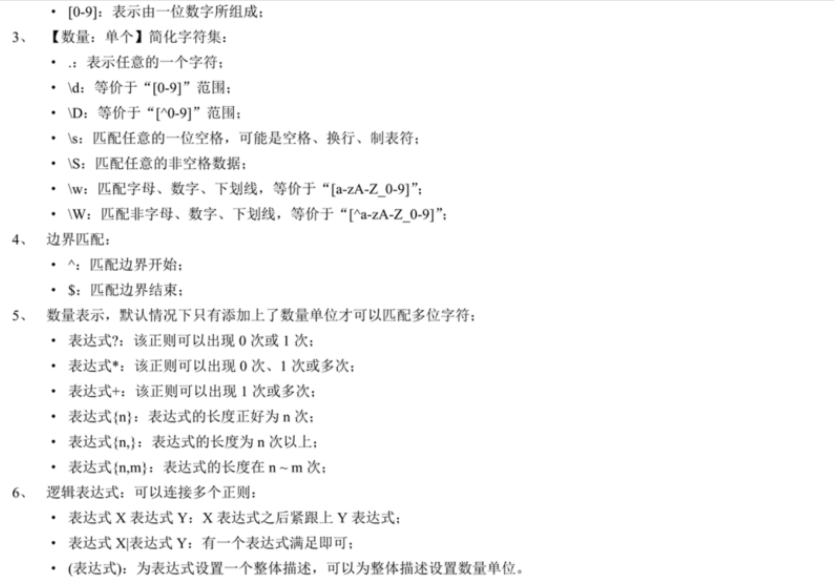 • [0-9]：表示由一位数字所组成；
3、 【数量：单个】简化字符集：
• .：表示任意的一个字符；
• \d：等价于“[0-9]”范围；
• \D：等价于“[^0-9]”范围；
• \s：匹配任意的一位空格，可能是空格、换行、制表符；
• \S：匹配任意的非空格数据；
• \w：匹配字母、数字、下划线，等价于“[a-zA-Z_0-9]”；
• \W：匹配非字母、数字、下划线，等价于“[^a-zA-Z_0-9]”；
4、 边界匹配：
• ^：匹配边界开始；
• $：匹配边界结束；
5、 数量表示，默认情况下只有添加上了数量单位才可以匹配多位字符；
• 表达式?：该正则可以出现 0 次或 1 次；
• 表达式*：该正则可以出现 0 次、1 次或多次；
• 表达式+：该正则可以出现 1 次或多次；
• 表达式{n}：表达式的长度正好为 n 次；
• 表达式{n,}：表达式的长度为 n 次以上；
• 表达式{n,m}：表达式的长度在 n ~ m 次；
6、 逻辑表达式：可以连接多个正则：
• 表达式 X 表达式 Y：X 表达式之后紧跟上 Y 表达式；
• 表达式 X|表达式 Y：有一个表达式满足即可；
• (表达式)：为表达式设置一个整体描述，可以为整体描述设置数量单位。